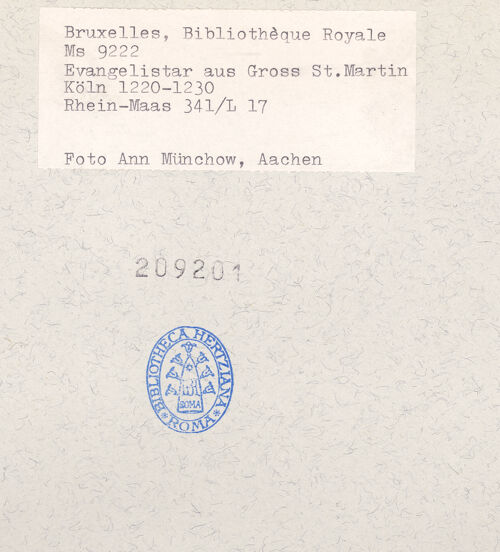 Bruxelles, Bibliothèque Royale
Ms 9222
Evangelistar aus Gross St.Martin
Köln 1220-1230
Rhein-Maas 341/L 17
Foto Ann Münchow, Aachen
209201
BIBLIOTHECA HERTZIANA
ROMA
* ROMA *